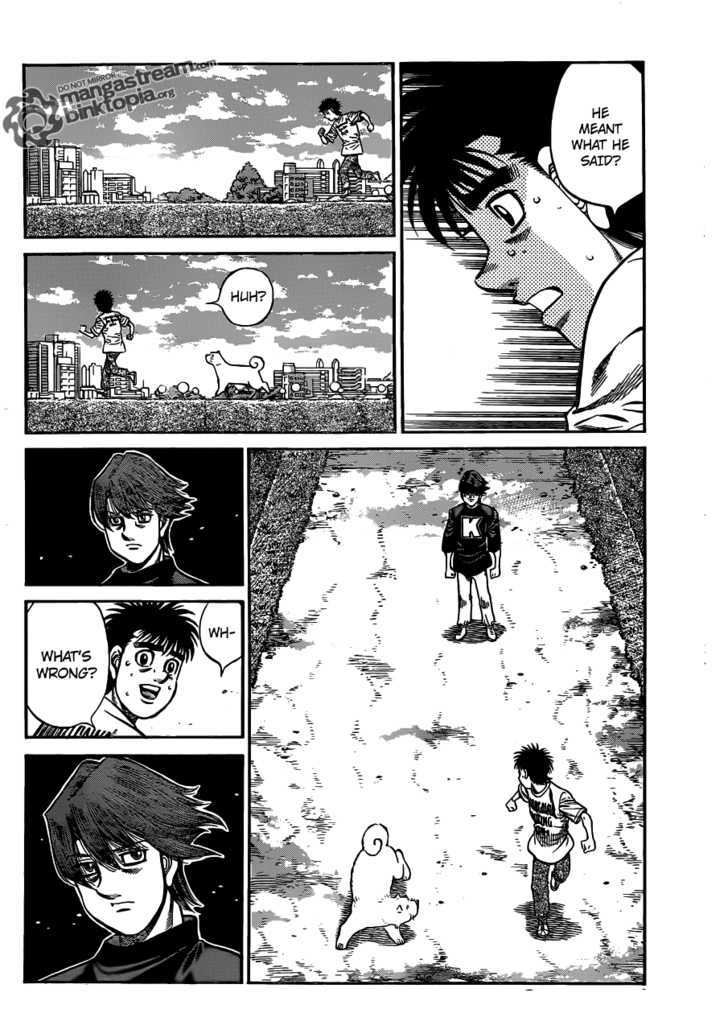 HE
MEANT
WHAT HE
SAID?
DO NOT MIRROR
mangastream.com
binktopia.org
HUH?
K
WH-
WHAT'S
WRONG?